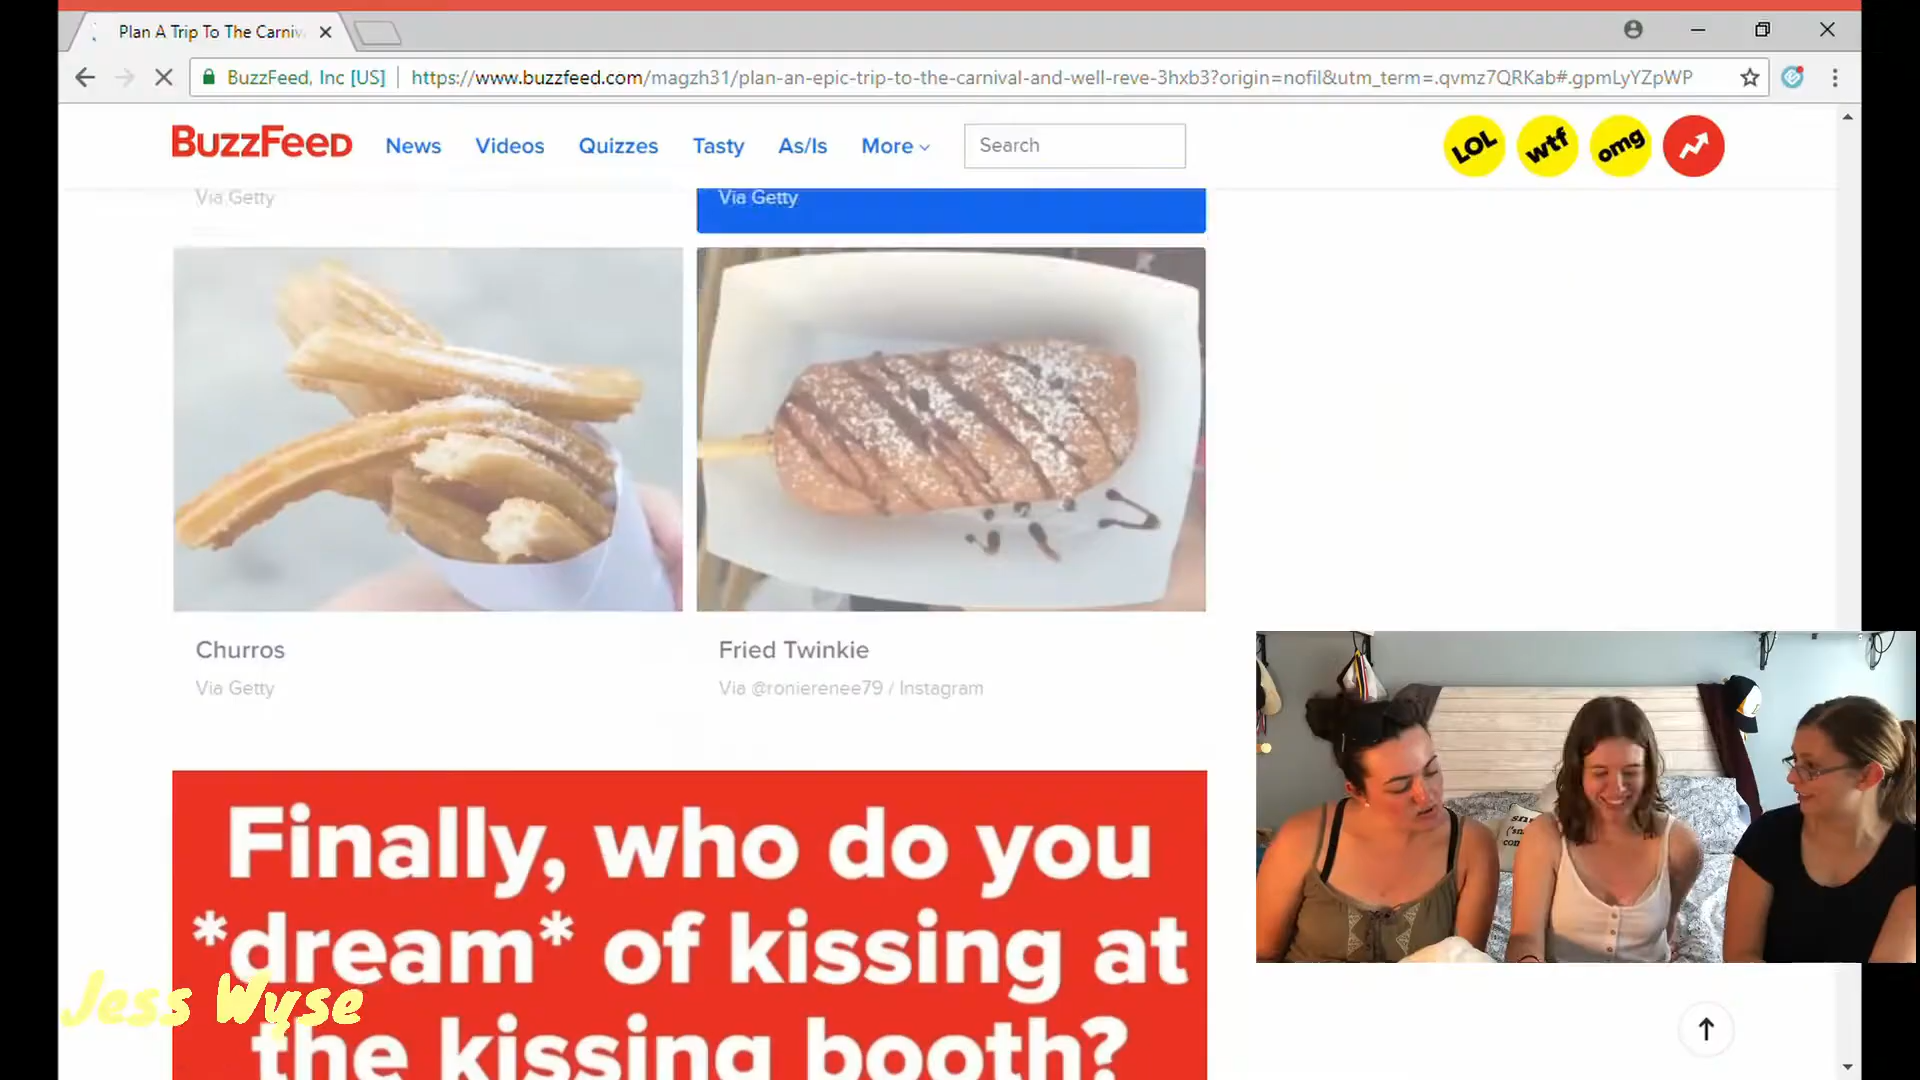 Plan A Trip To The Carniv
BuzzFeed, Inc [US]
https://www.buzzfeed.com/magzh31/plan-an-epic-trip-to-the-carnival-and-well-reve-3hxb3?origin=nofil&utm_term=.qvmz7QRKab#.gpmLyYZpWP
BuzzFeeD News Videos Quizzes Tasty As/Is More Search LOL wtf omg
Via Getty
Via Getty
Churros
Via Getty
Fried Twinkie
Via @ronierenee79 / Instagram
Finally, who do you
*dream* of kissing at
the kissing booth?
Jess Wyse